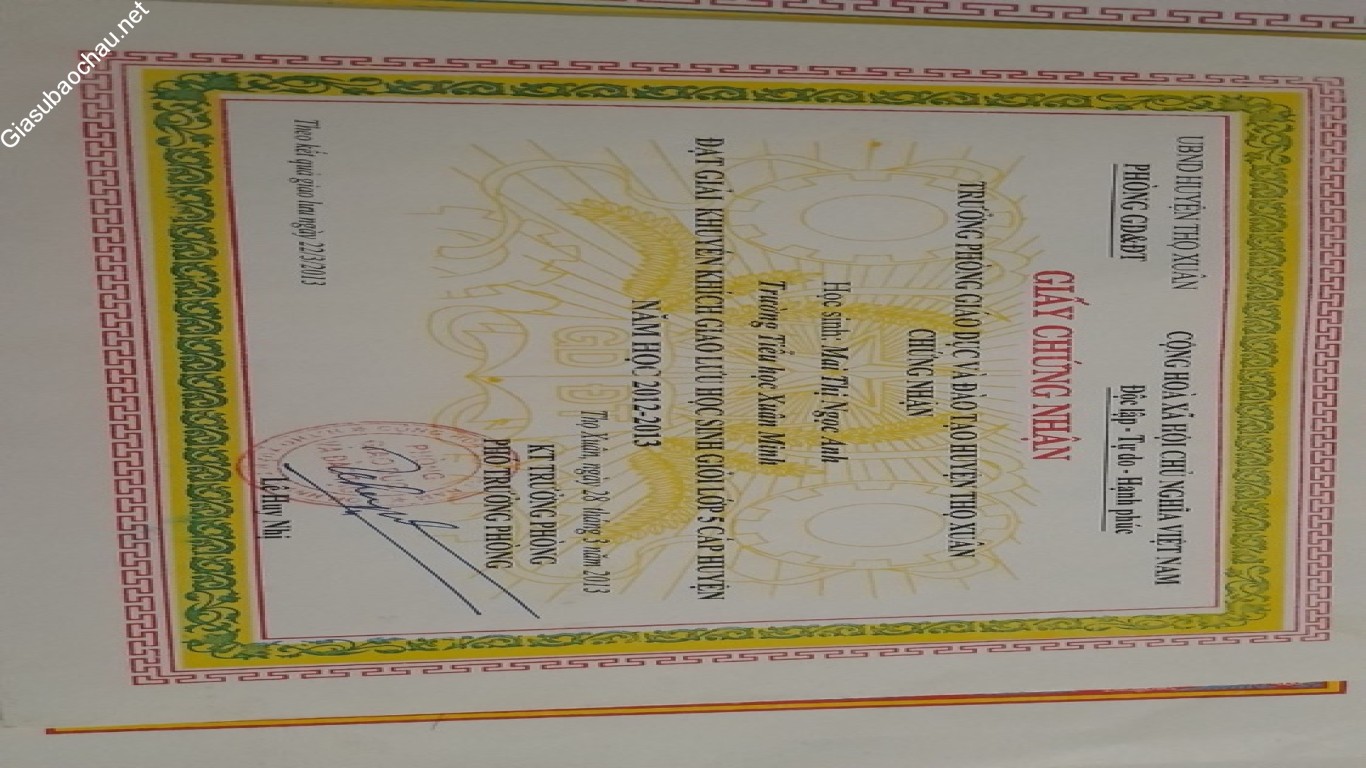 UBND HUYỆN THỌ XUÂN
PHÒNG GD&ĐT
CỘNG HOÀ XÃ HỘI CHỦ NGHĨA VIỆT NAM
Độc lập - Tự do - Hạnh phúc
GIẤY CHỨNG NHẬN
TRƯỞNG PHÒNG GIÁO DỤC VÀ ĐÀO TẠO HUYỆN THỌ XUÂN
CHỨNG NHẬN
Học sinh: Mai Thị Ngọc Anh
Trường Tiểu học Xuân Minh
ĐẠT GIẢI KHUYẾN KHÍCH GIAO LƯU HỌC SINH GIỎI LỚP 5 CẤP HUYỆN
NĂM HỌC 2012-2013
GD ĐT
Thọ Xuân ngày 28 tháng 3 năm 2013
KT TRƯỞNG PHÒNG
PHÓ TRƯỞNG PHÒNG
Huy Nhị
Theo kết quả giao lưu ngày 22/3/2013
Giasubaochau.net